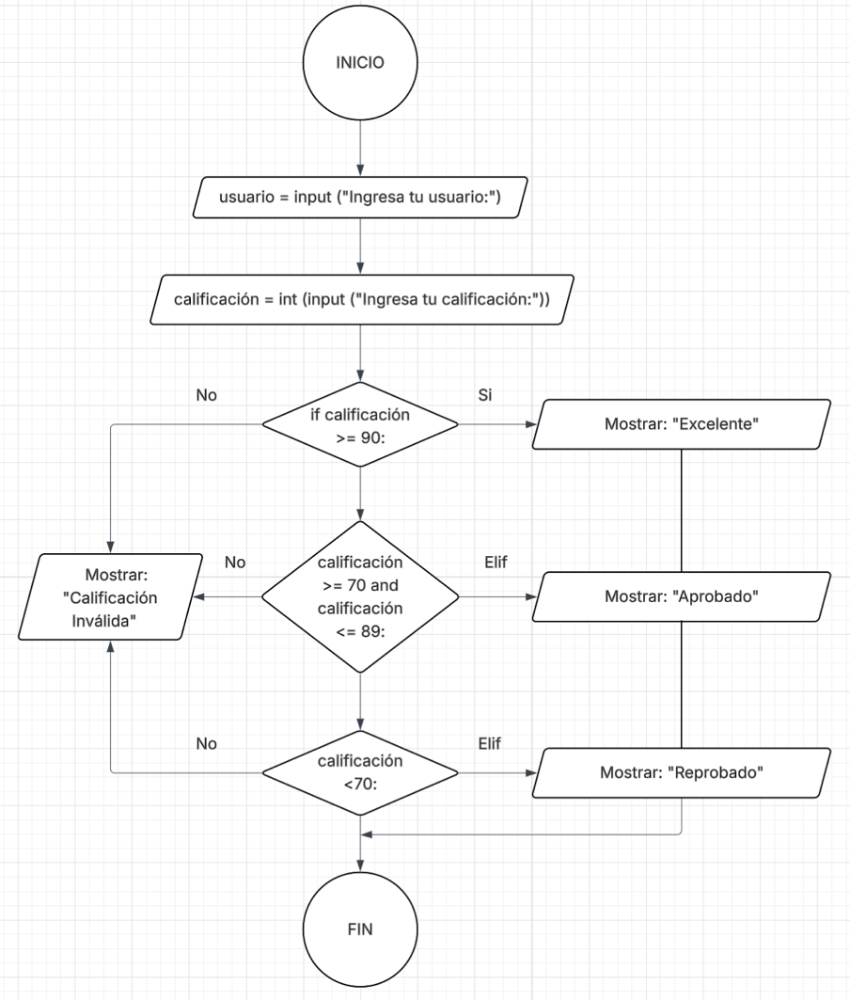 INICIO
usuario = input ("Ingresa tu usuario:")
calificación = int (input ("Ingresa tu calificación:"))
No
Si
if calificación
>= 90:
Mostrar: "Excelente"
Mostrar:
"Calificación
Inválida"
No
calificación
>= 70 and
calificación
<= 89:
Elif
Mostrar: "Aprobado"
No
calificación
<70:
Elif
Mostrar: "Reprobado"
FIN